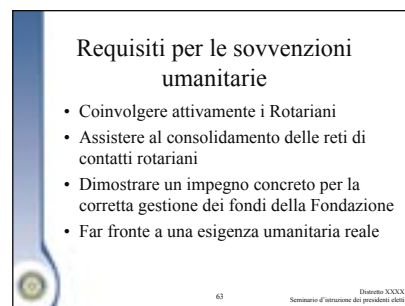 Requisiti per le sovvenzioni
umanitarie
• Coinvolgere attivamente i Rotariani
• Assistere al consolidamento delle reti di
contatti rotariani
• Dimostrare un impegno concreto per la
corretta gestione dei fondi della Fondazione
• Far fronte a una esigenza umanitaria reale
63
Distretto XXXX
Seminario d'istruzione dei presidenti eletti